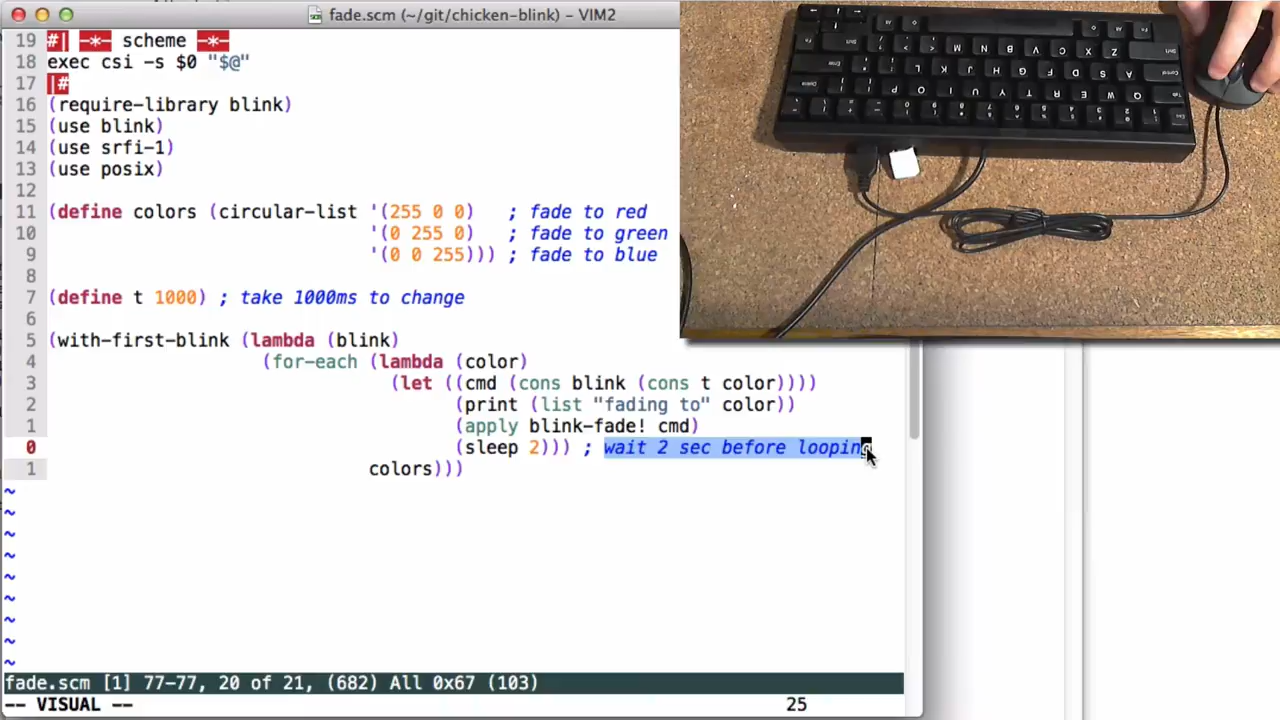 fade.scm (~/git/chicken-blink) – VIM2
19 #| -*- scheme -*-
18 exec csi -s $0 "$@"
17 |#
16 (require-library blink)
15 (use blink)
14 (use srfi-1)
13 (use posix)
12
11 (define colors (circular-list '(255 0 0) ; fade to red
10 '(0 255 0) ; fade to green
9 '(0 0 255))) ; fade to blue
8
7 (define t 1000) ; take 1000ms to change
6
5 (with-first-blink (lambda (blink)
4 (for-each (lambda (color)
3 (let ((cmd (cons blink (cons t color))))
2 (print (list "fading to" color))
1 (apply blink-fade! cmd)
0 (sleep 2))) ; wait 2 sec before looping
1 colors)))
~
~
~
~
~
~
~
~
~
fade.scm [1] 77-77, 20 of 21, (682) All 0x67 (103)
-- VISUAL -- 25